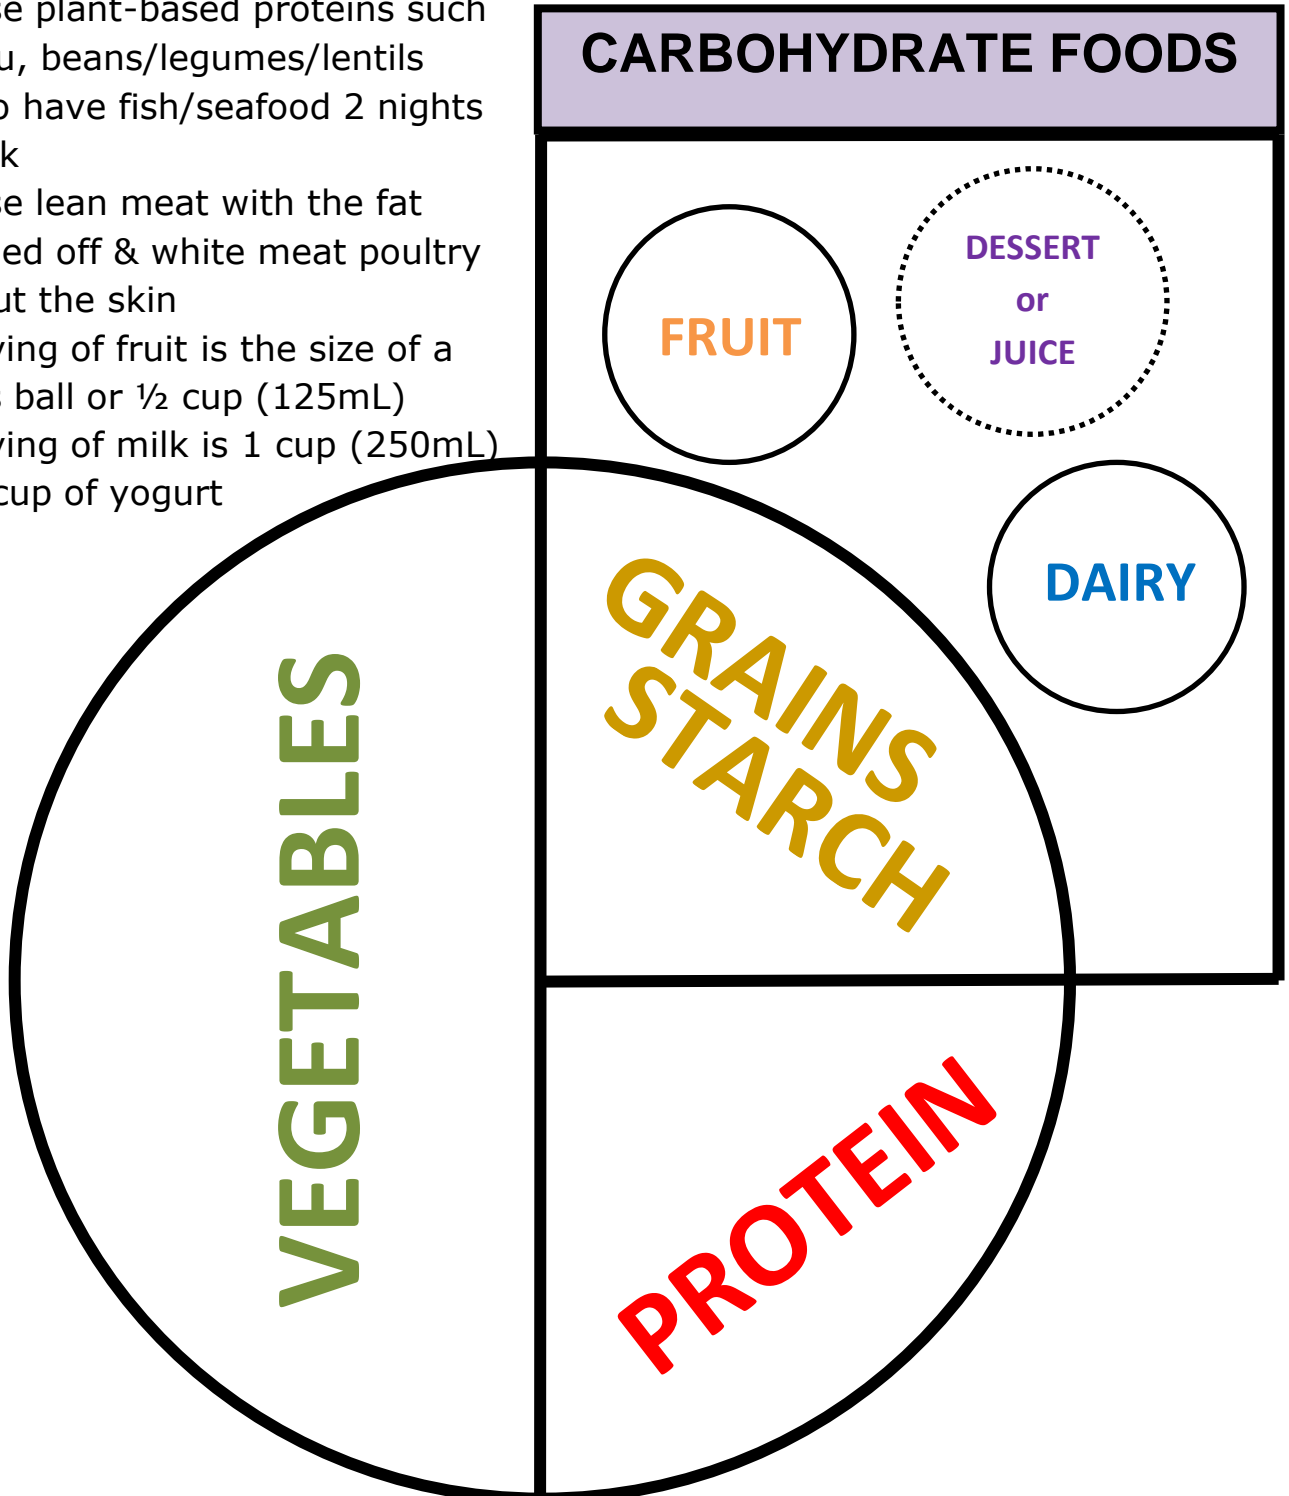 se plant-based proteins such
u, beans/legumes/lentils
o have fish/seafood 2 nights
k
se lean meat with the fat
ed off & white meat poultry
ut the skin
ving of fruit is the size of a
s ball or ½ cup (125mL)
ving of milk is 1 cup (250mL)
cup of yogurt
CARBOHYDRATE FOODS
FRUIT
DESSERT
or
JUICE
DAIRY
GRAINS
STARCH
VEGETABLES
PROTEIN